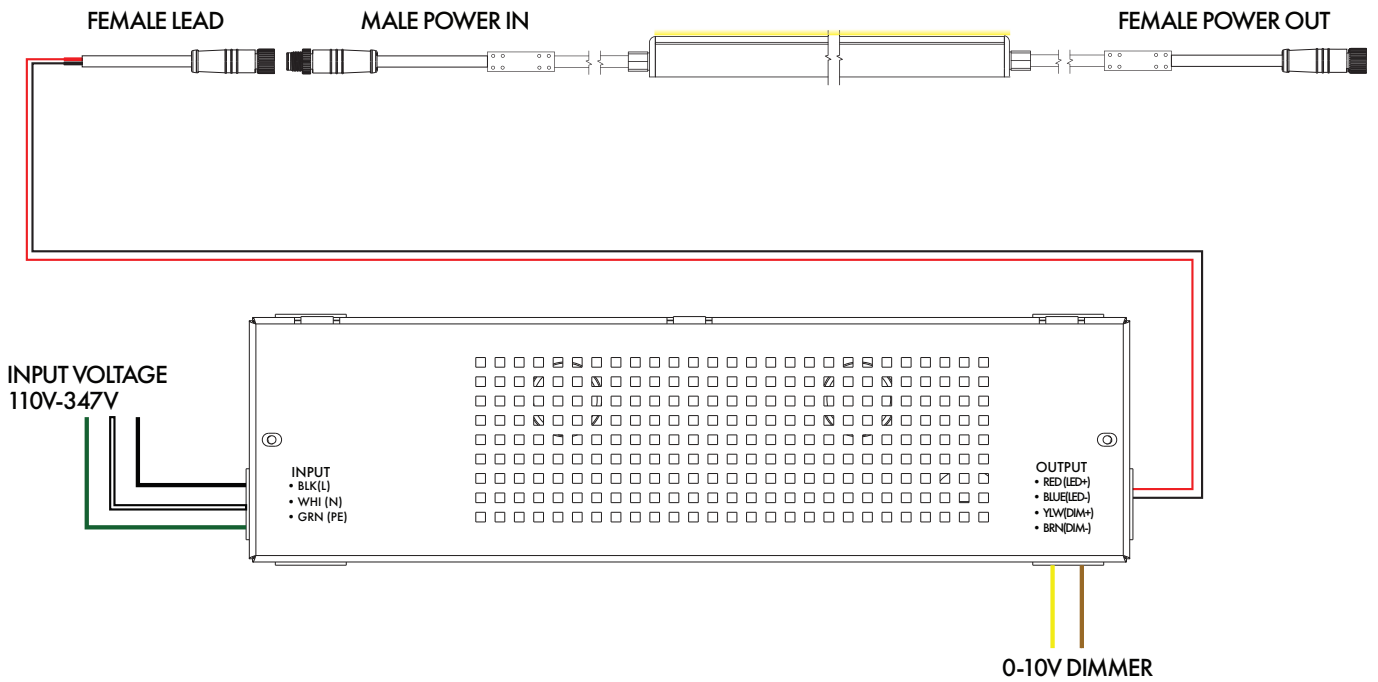 FEMALE LEAD
MALE POWER IN
FEMALE POWER OUT
INPUT VOLTAGE
110V-347V
INPUT
• BLK(L)
• WHI (N)
• GRN (PE)
OUTPUT
• RED (LED+)
• BLUE(LED-)
• YLW(DIM+)
• BRN(DIM-)
0-10V DIMMER